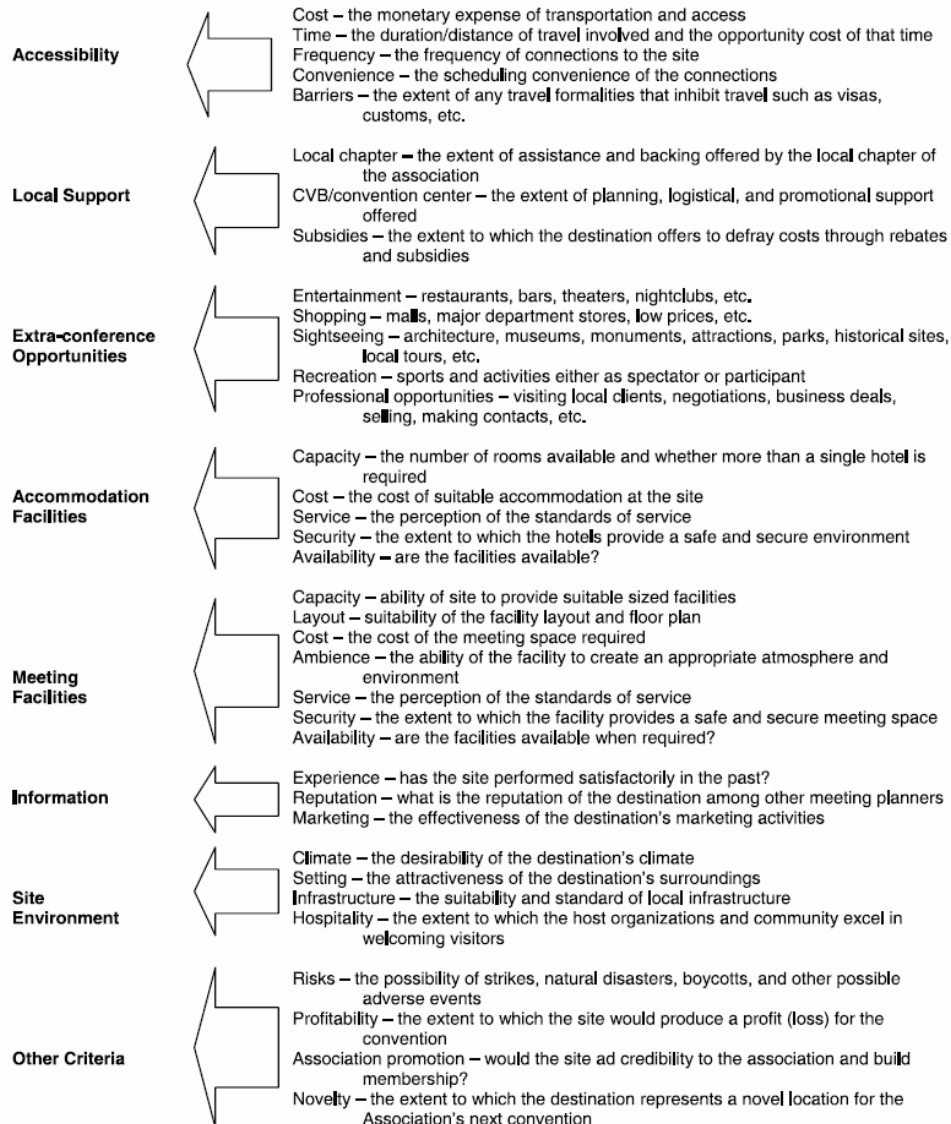 Accessibility
Cost – the monetary expense of transportation and access
Time – the duration/distance of travel involved and the opportunity cost of that time
Frequency – the frequency of connections to the site
Convenience – the scheduling convenience of the connections
Barriers – the extent of any travel formalities that inhibit travel such as visas,
customs, etc.
Local Support
Local chapter – the extent of assistance and backing offered by the local chapter of
the association
CVB/convention center – the extent of planning, logistical, and promotional support
offered
Subsidies – the extent to which the destination offers to defray costs through rebates
and subsidies
Extra-conference
Opportunities
Entertainment – restaurants, bars, theaters, nightclubs, etc.
Shopping – malls, major department stores, low prices, etc.
Sightseeing – architecture, museums, monuments, attractions, parks, historical sites,
local tours, etc.
Recreation – sports and activities either as spectator or participant
Professional opportunities – visiting local clients, negotiations, business deals,
selling, making contacts, etc.
Accommodation
Facilities
Capacity – the number of rooms available and whether more than a single hotel is
required
Cost – the cost of suitable accommodation at the site
Service – the perception of the standards of service
Security – the extent to which the hotels provide a safe and secure environment
Availability – are the facilities available?
Meeting
Facilities
Capacity – ability of site to provide suitable sized facilities
Layout – suitability of the facility layout and floor plan
Cost – the cost of the meeting space required
Ambience – the ability of the facility to create an appropriate atmosphere and
environment
Service – the perception of the standards of service
Security – the extent to which the facility provides a safe and secure meeting space
Availability – are the facilities available when required?
Information
Experience – has the site performed satisfactorily in the past?
Reputation – what is the reputation of the destination among other meeting planners
Marketing – the effectiveness of the destination's marketing activities
Site
Environment
Climate – the desirability of the destination's climate
Setting – the attractiveness of the destination's surroundings
Infrastructure – the suitability and standard of local infrastructure
Hospitality – the extent to which the host organizations and community excel in
welcoming visitors
Other Criteria
Risks – the possibility of strikes, natural disasters, boycotts, and other possible
adverse events
Profitability – the extent to which the site would produce a profit (loss) for the
convention
Association promotion – would the site ad credibility to the association and build
membership?
Novelty – the extent to which the destination represents a novel location for the
Association's next convention